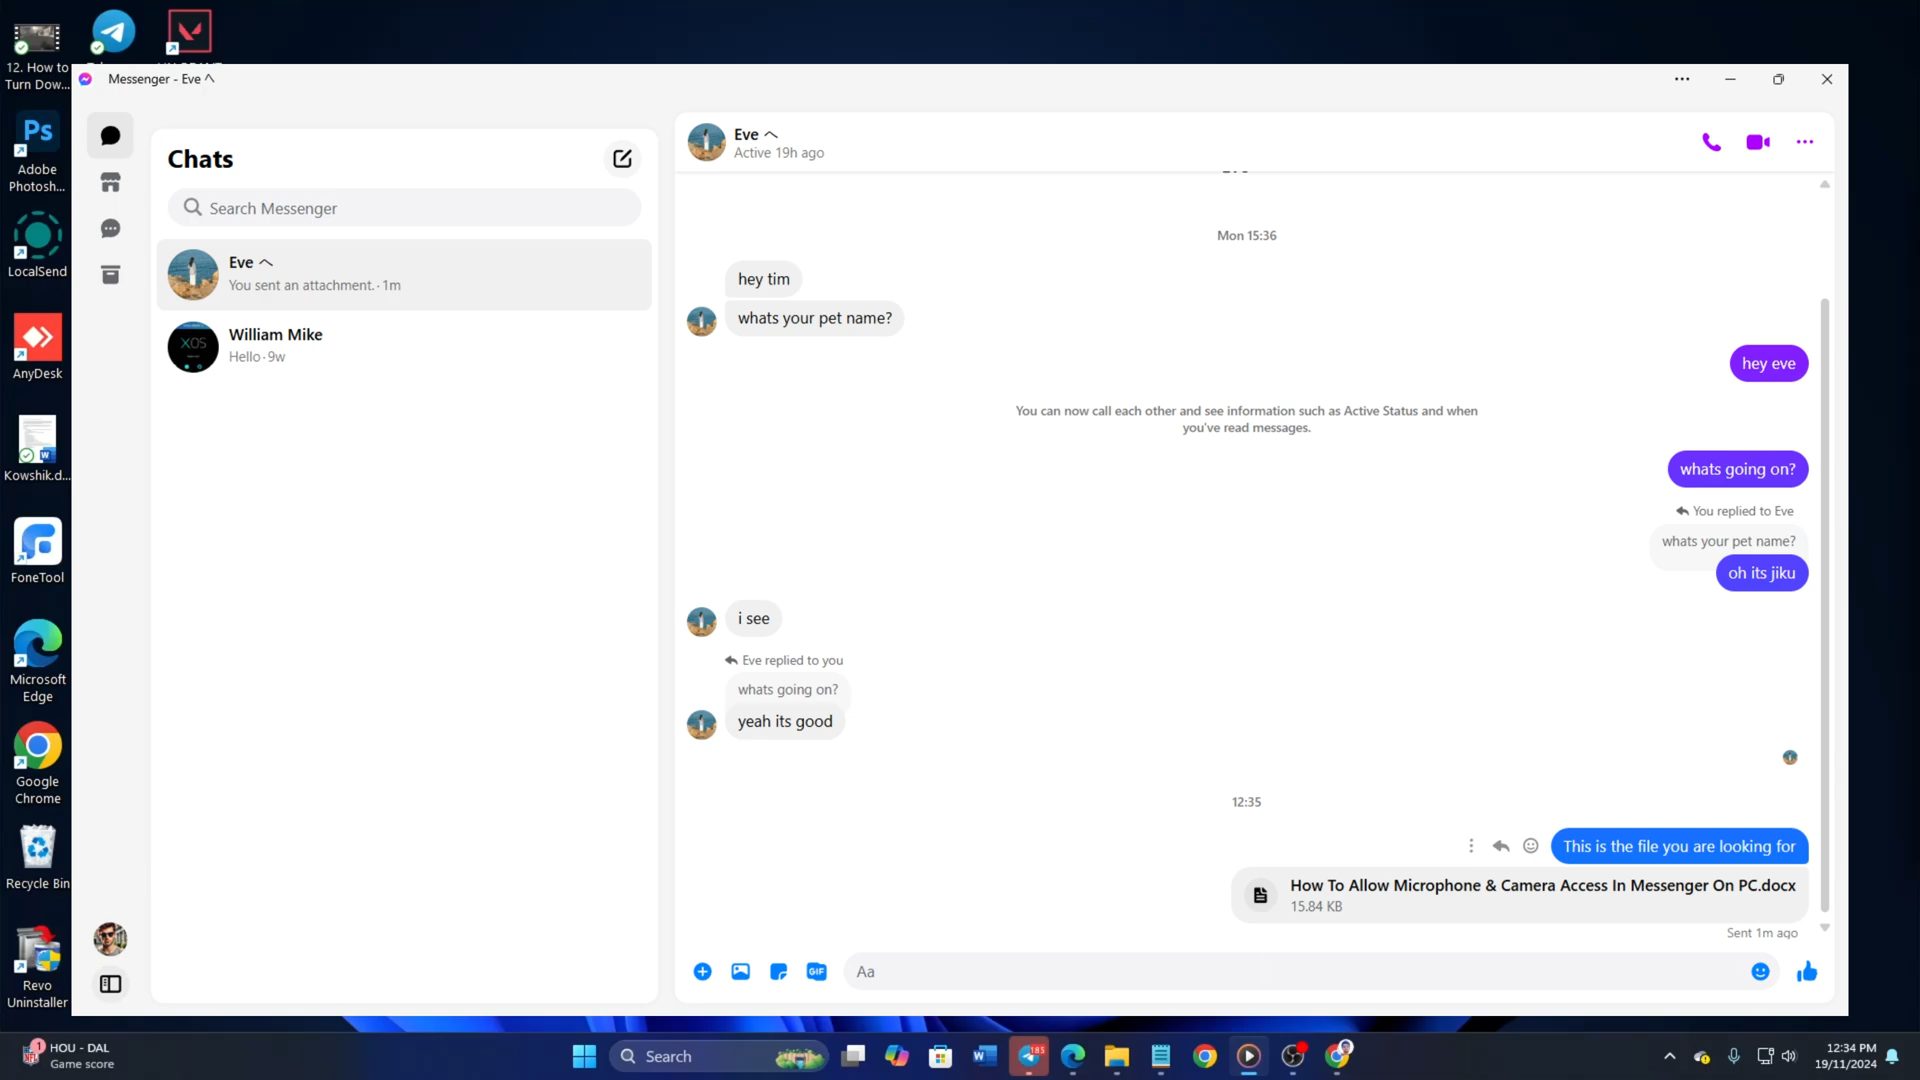 12. How to
Turn Dow...
Adobe
Photosh...
LocalSend
AnyDesk
Kowshik.d...
FoneTool
Microsoft
Edge
Google
Chrome
Recycle Bin
Revo
Uninstaller
Messenger - Eve ヘ
Chats
Search Messenger
Eve ヘ
You sent an attachment. · 1m
William Mike
Hello · 9w
Eve ヘ
Active 19h ago
Mon 15:36
hey tim
whats your pet name?
hey eve
You can now call each other and see information such as Active Status and when
you've read messages.
whats going on?
You replied to Eve
whats your pet name?
oh its jiku
i see
Eve replied to you
whats going on?
yeah its good
12:35
This is the file you are looking for
How To Allow Microphone & Camera Access In Messenger On PC.docx
15.84 KB
Sent 1m ago
GIF
Aa
HOU - DAL
Game score
Search
185
12:34 PM
19/11/2024